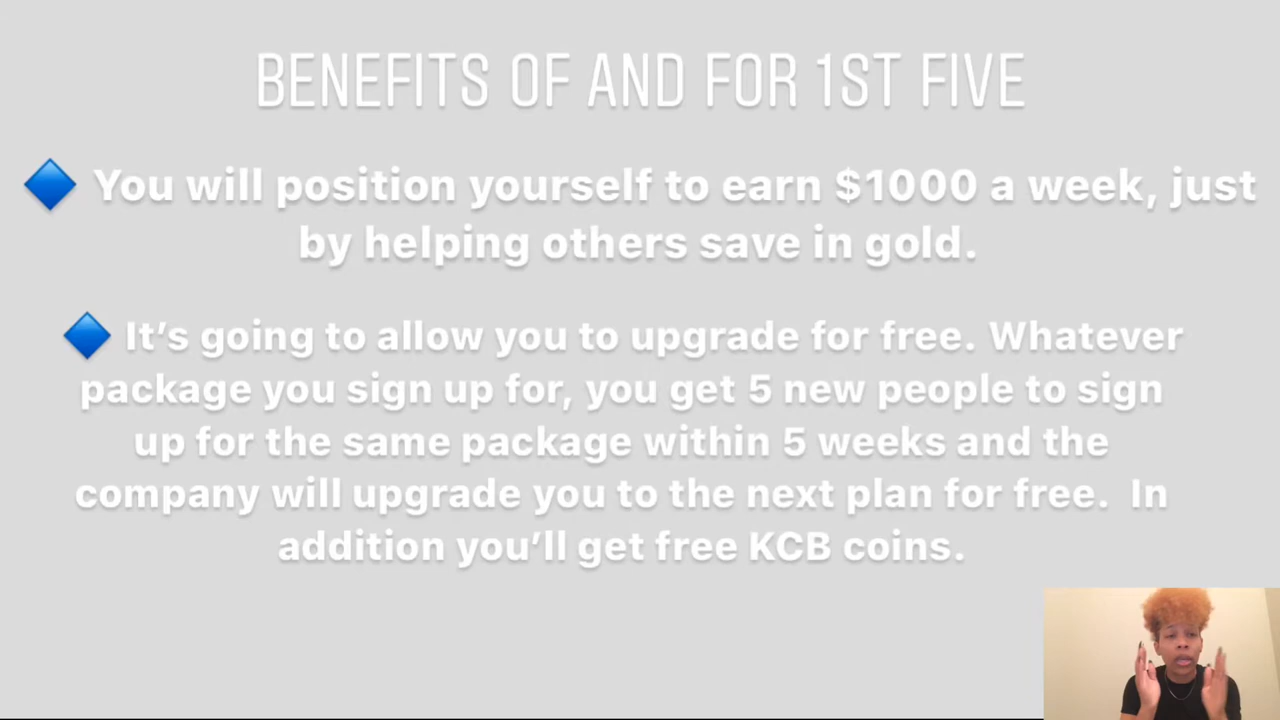 BENEFITS OF AND FOR 1ST FIVE
🔷 You will position yourself to earn $1000 a week, just
by helping others save in gold.
🔷 It’s going to allow you to upgrade for free. Whatever
package you sign up for, you get 5 new people to sign
up for the same package within 5 weeks and the
company will upgrade you to the next plan for free.  In
addition you’ll get free KCB coins.